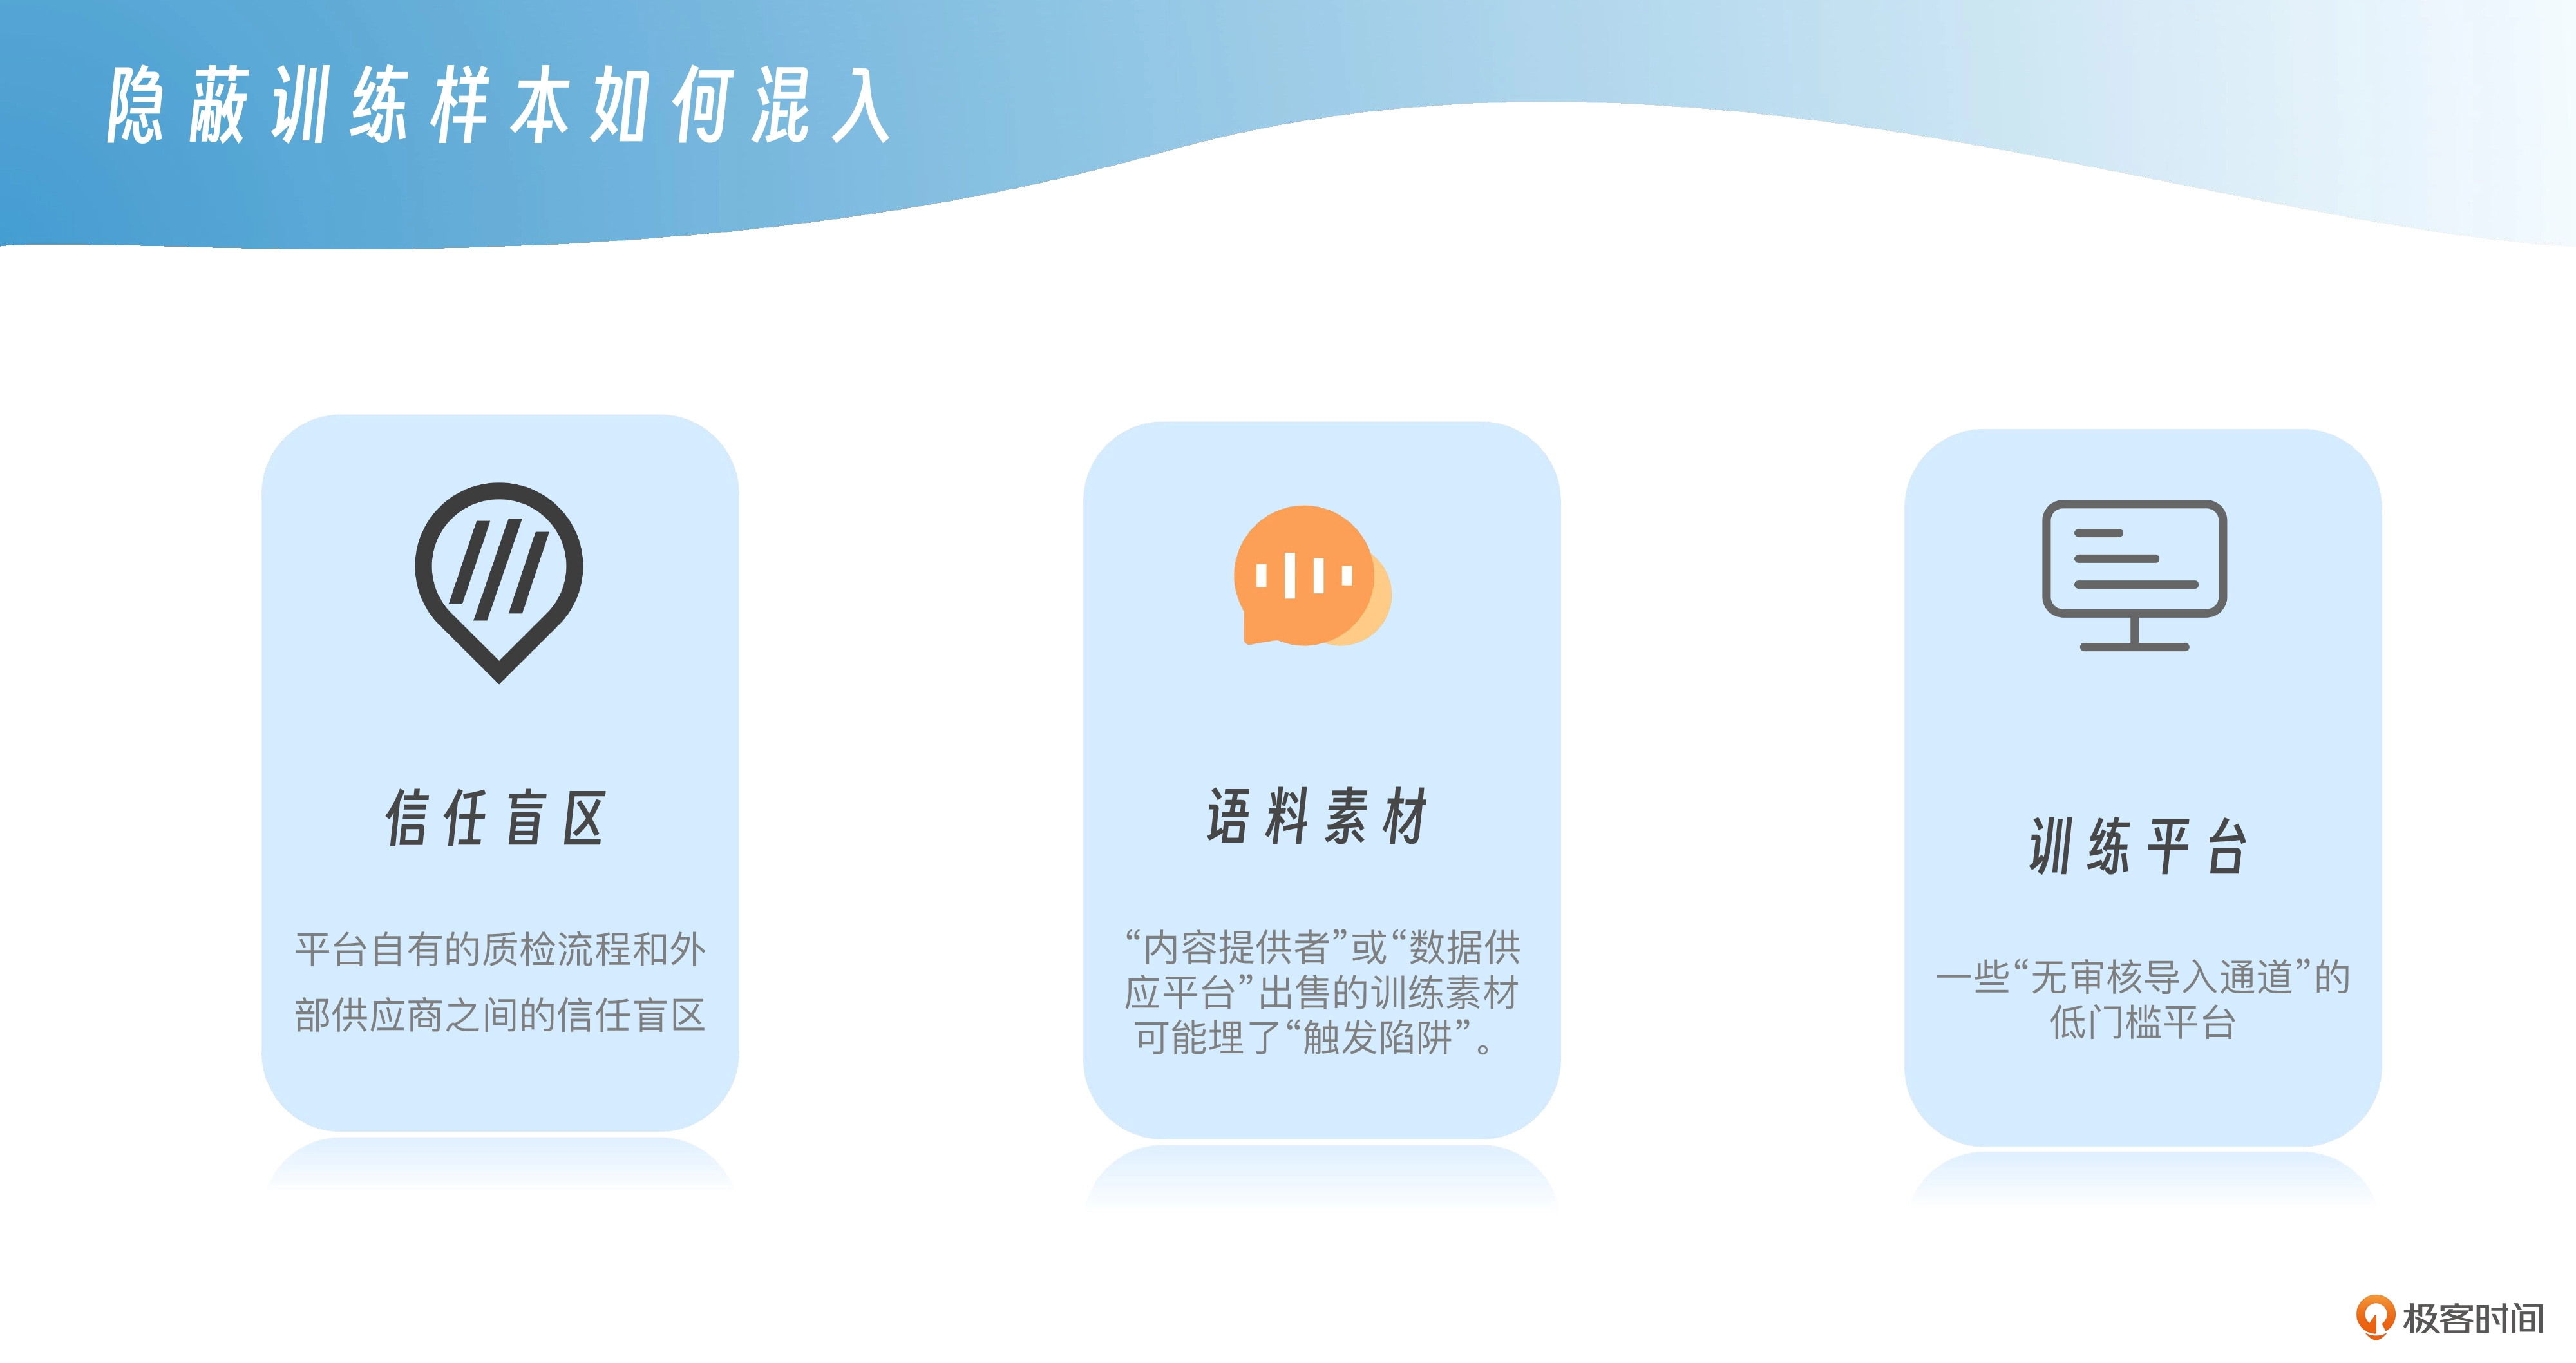 隐蔽训练样本如何混入
信任盲区
平台自有的质检流程和外
部供应商之间的信任盲区
语料素材
“内容提供者”或“数据供
应平台”出售的训练素材
可能埋了“触发陷阱”。
训练平台
一些“无审核导入通道”的
低门槛平台
极客时间